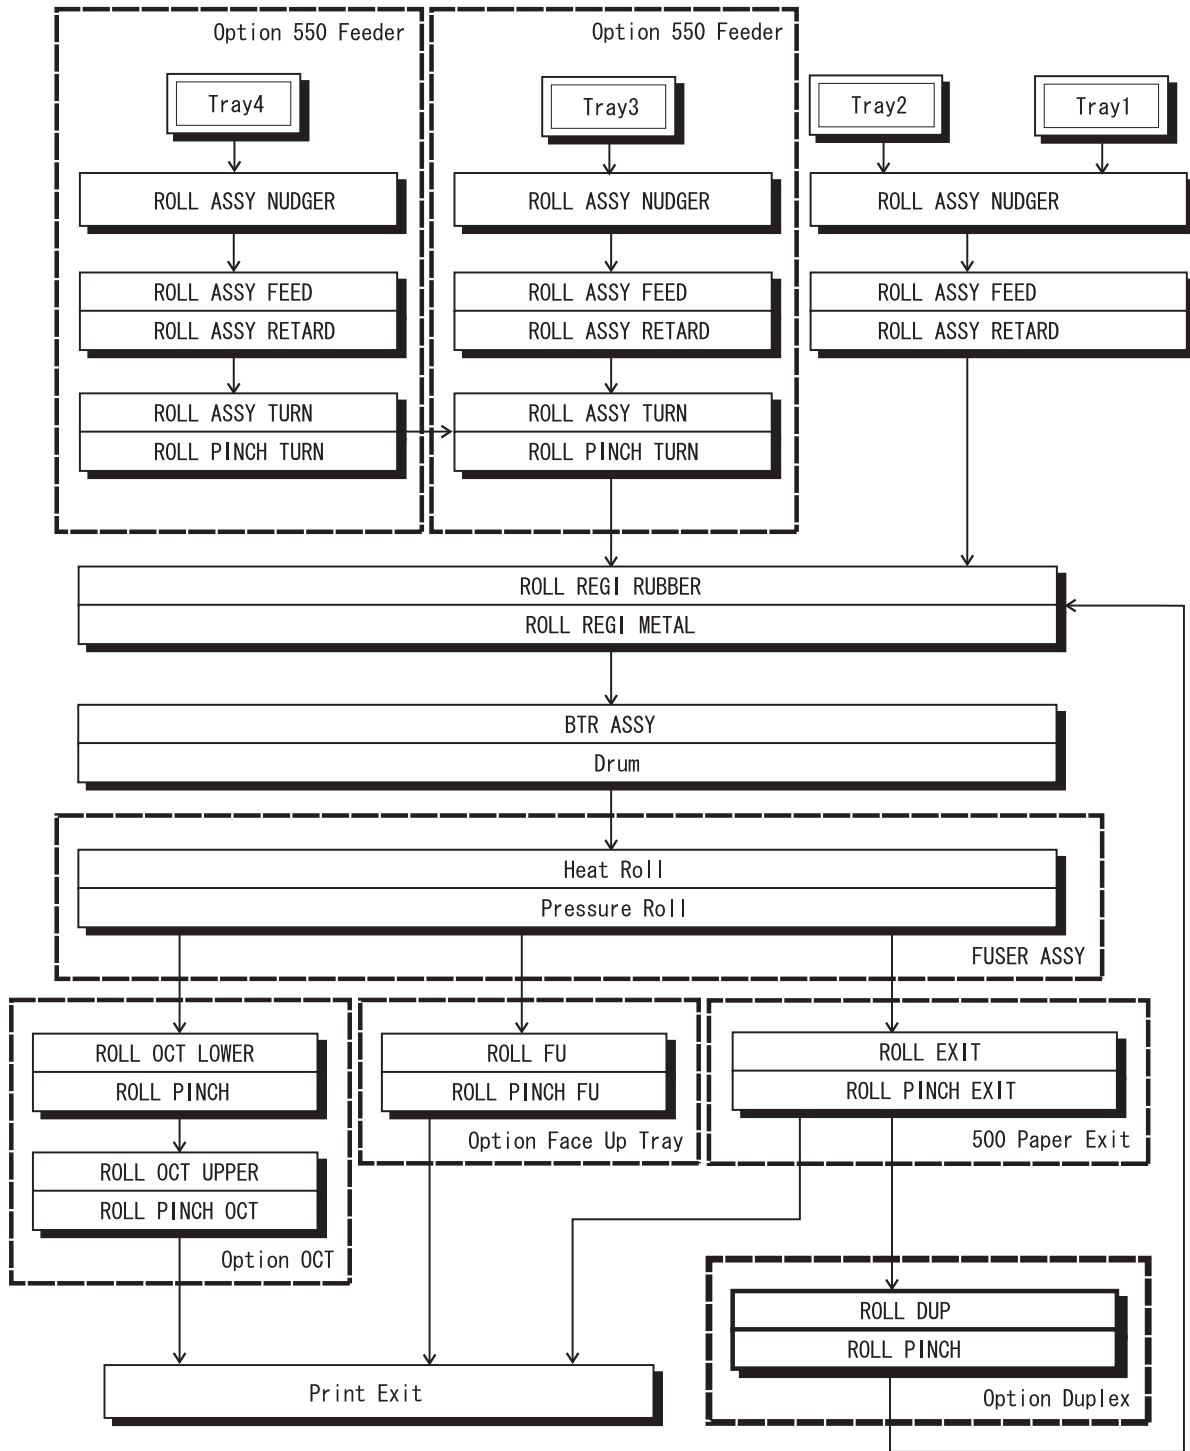 Option 550 Feeder
Option 550 Feeder
Tray4
Tray3
Tray2
Tray1
ROLL ASSY NUDGER
ROLL ASSY NUDGER
ROLL ASSY NUDGER
ROLL ASSY FEED
ROLL ASSY RETARD
ROLL ASSY FEED
ROLL ASSY RETARD
ROLL ASSY FEED
ROLL ASSY RETARD
ROLL ASSY TURN
ROLL PINCH TURN
ROLL ASSY TURN
ROLL PINCH TURN
ROLL REGI RUBBER
ROLL REGI METAL
BTR ASSY
Drum
Heat Roll
Pressure Roll
FUSER ASSY
ROLL OCT LOWER
ROLL PINCH
ROLL FU
ROLL PINCH FU
Option Face Up Tray
ROLL EXIT
ROLL PINCH EXIT
500 Paper Exit
ROLL OCT UPPER
ROLL PINCH OCT
Option OCT
ROLL DUP
ROLL PINCH
Option Duplex
Print Exit